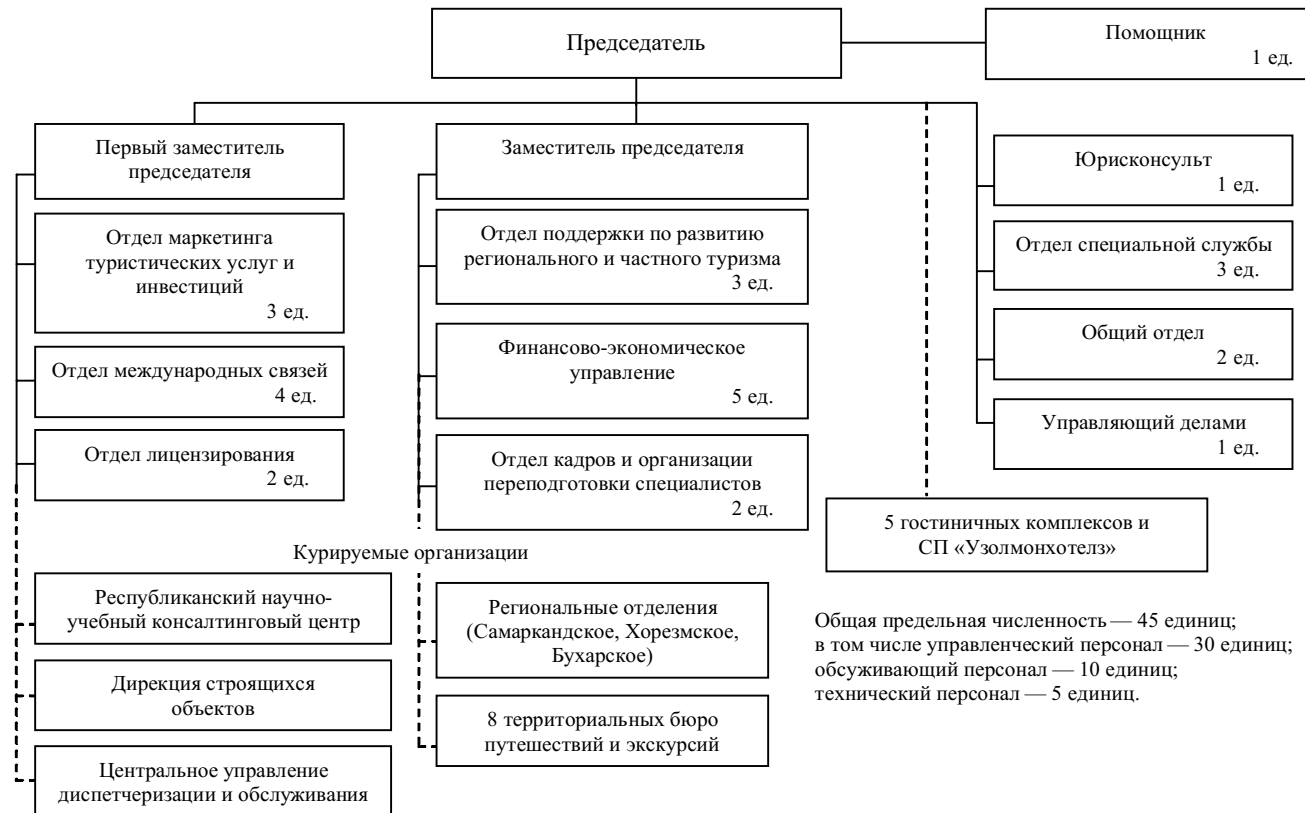 Председатель
Помощник
1 ед.
Первый заместитель
председателя
Отдел маркетинга
туристических услуг и
инвестиций
3 ед.
Отдел международных связей
4 ед.
Отдел лицензирования
2 ед.
Заместитель председателя
Отдел поддержки по развитию
регионального и частного туризма
3 ед.
Финансово-экономическое
управление
5 ед.
Отдел кадров и организации
переподготовки специалистов
2 ед.
Юрисконсульт
1 ед.
Отдел специальной службы
3 ед.
Общий отдел
2 ед.
Управляющий делами
1 ед.
5 гостиничных комплексов и
СП «Узолмонхотелз»
Курируемые организации
Республиканский научно-
учебный консалтинговый центр
Дирекция строящихся
объектов
Центральное управление
диспетчеризации и обслуживания
Региональные отделения
(Самаркандское, Хорезмское,
Бухарское)
8 территориальных бюро
путешествий и экскурсий
Общая предельная численность — 45 единиц;
в том числе управленческий персонал — 30 единиц;
обсуживающий персонал — 10 единиц;
технический персонал — 5 единиц.